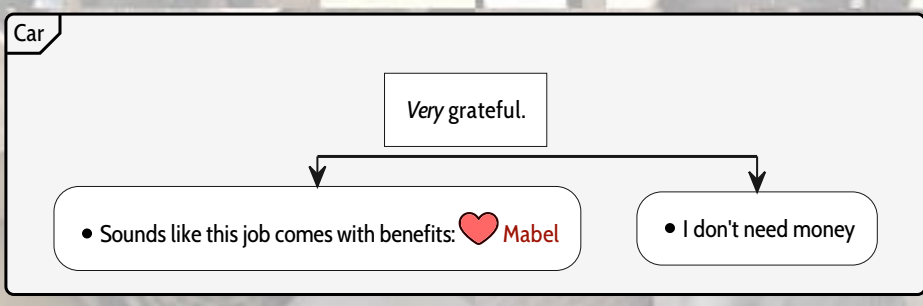 Car
Very grateful.
• Sounds like this job comes with benefits: Mabel
• I don't need money